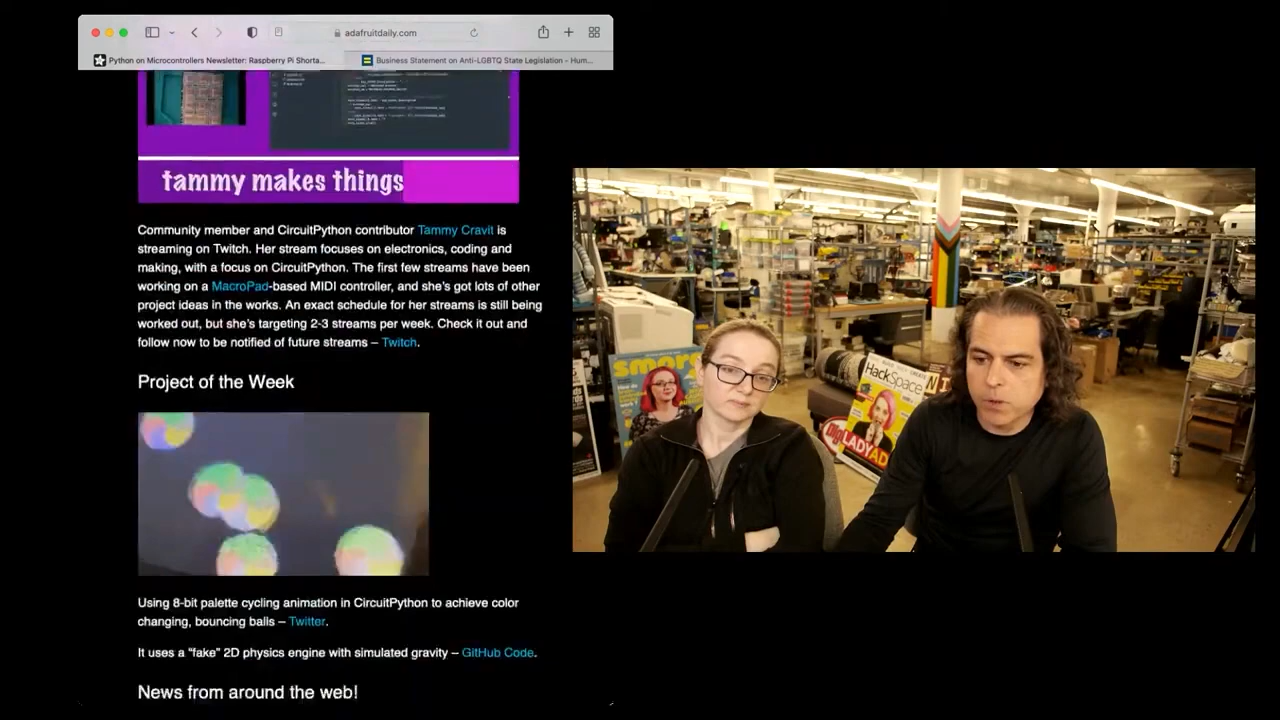 adafruitdaily.com
Python on Microcontrollers Newsletter: Raspberry Pi Shorta...
Business Statement on Anti-LGBTQ State Legislation – Hum...
tammy makes things
Community member and CircuitPython contributor Tammy Cravit is
streaming on Twitch. Her stream focuses on electronics, coding and
making, with a focus on CircuitPython. The first few streams have been
working on a MacroPad-based MIDI controller, and she's got lots of other
project ideas in the works. An exact schedule for her streams is still being
worked out, but she's targeting 2-3 streams per week. Check it out and
follow now to be notified of future streams – Twitch.
Project of the Week
Using 8-bit palette cycling animation in CircuitPython to achieve color
changing, bouncing balls – Twitter.
It uses a “fake” 2D physics engine with simulated gravity – GitHub Code.
News from around the web!
HackSpace
LADY AD